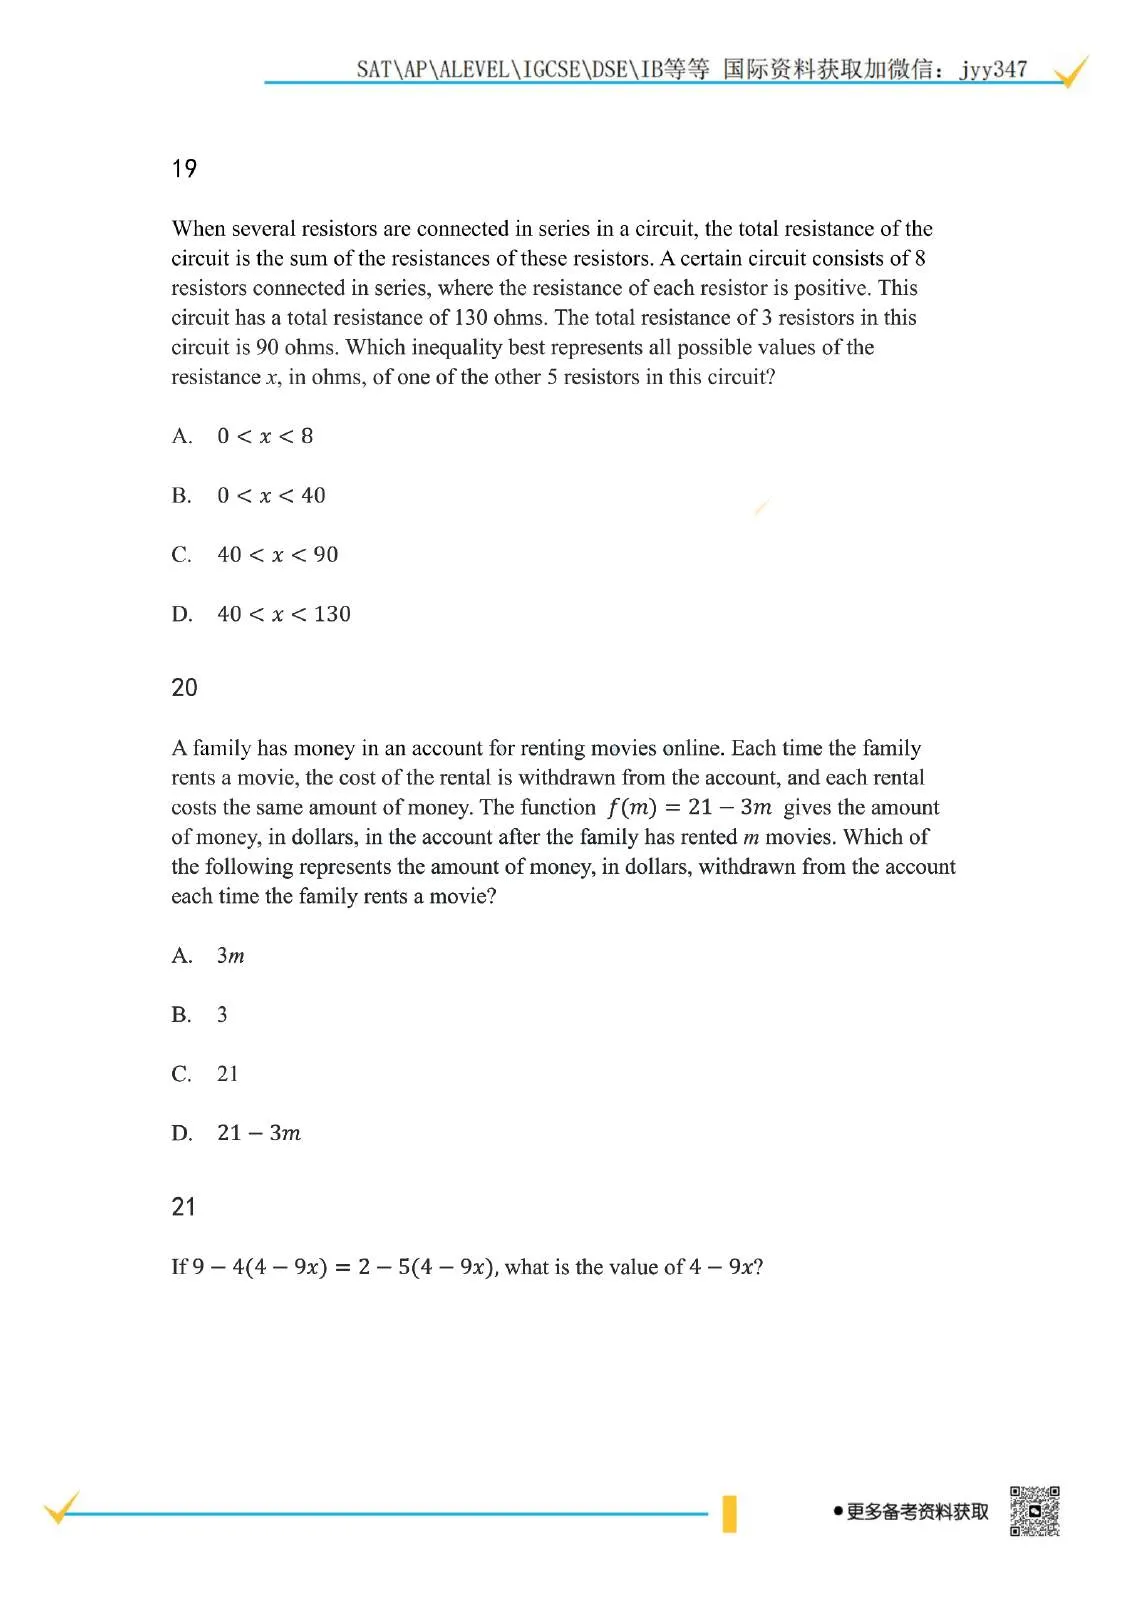 SAT\AP\ALEVEL\IGCSE\DSE\IB等等 国际资料获取加微信：jyy347
19
When several resistors are connected in series in a circuit, the total resistance of the
circuit is the sum of the resistances of these resistors. A certain circuit consists of 8
resistors connected in series, where the resistance of each resistor is positive. This
circuit has a total resistance of 130 ohms. The total resistance of 3 resistors in this
circuit is 90 ohms. Which inequality best represents all possible values of the
resistance x, in ohms, of one of the other 5 resistors in this circuit?
A. 0 < x < 8
B. 0 < x < 40
C. 40 < x < 90
D. 40 < x < 130
20
A family has money in an account for renting movies online. Each time the family
rents a movie, the cost of the rental is withdrawn from the account, and each rental
costs the same amount of money. The function f(m) = 21 − 3m gives the amount
of money, in dollars, in the account after the family has rented m movies. Which of
the following represents the amount of money, in dollars, withdrawn from the account
each time the family rents a movie?
A. 3m
B. 3
C. 21
D. 21 − 3m
21
If 9 − 4(4 − 9x) = 2 − 5(4 − 9x), what is the value of 4 − 9x?
●更多备考资料获取